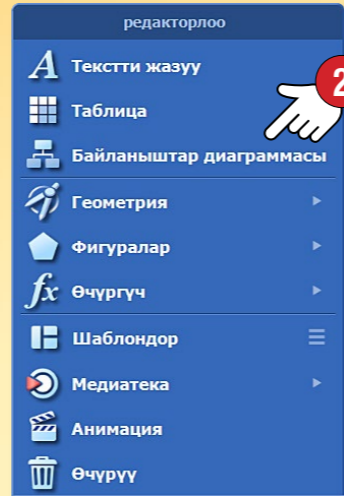 редакторлоо
Текстти жазуу
2
Таблица
Байланыштар диаграммасы
Геометрия
Фигуралар
Өчүргүч
Шаблондор
Медиатека
Анимация
Өчүрүү